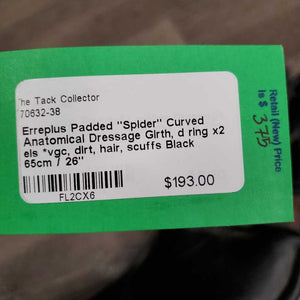 The Tack Collector
70632-38
Erreplus Padded "Spider" Curved
Anatomical Dressage Girth, d ring x2
els *vgc, dirt, hair, scuffs Black
65cm / 26"
$193.00
FL2CX6
Retail (New) Price
is $ 375